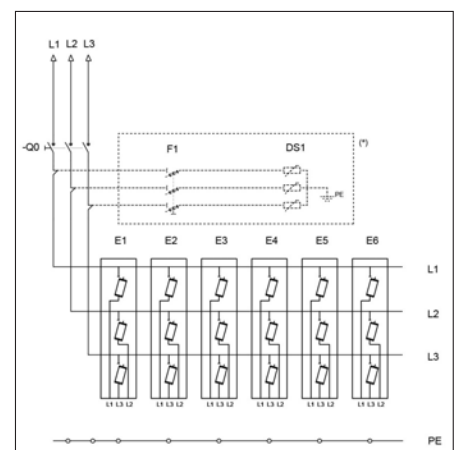 L1 L2 L3
-Q0
F1 DS1 (*)
PE
E1 E2 E3 E4 E5 E6
L1
L2
L3
L1 L3 L2 L1 L3 L2 L1 L3 L2 L1 L3 L2 L1 L3 L2 L1 L3 L2
PE